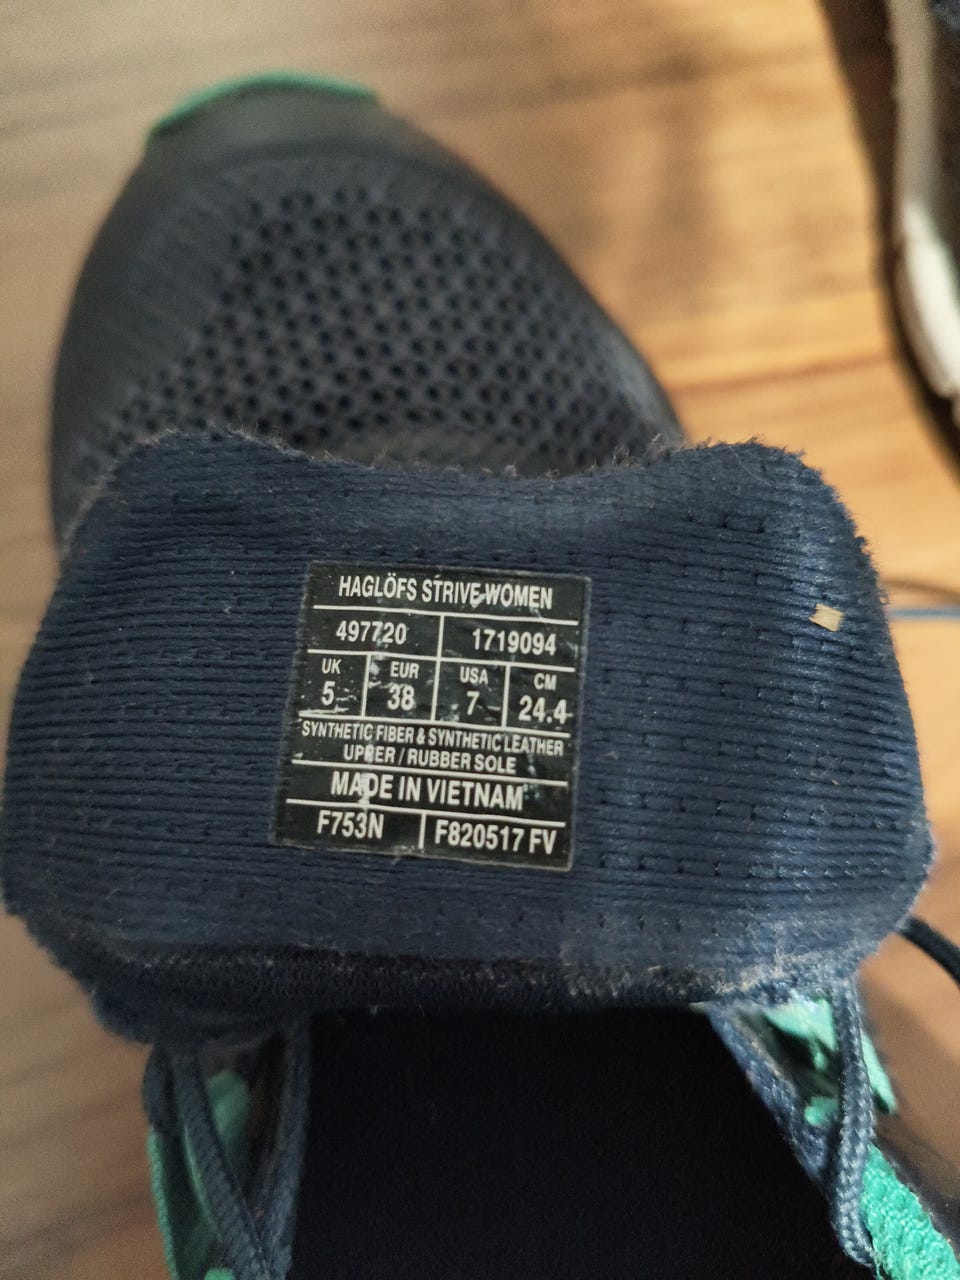 HAGLÖFS STRIVE WOMEN
497720 1719094
UK EUR USA CM
5 38 7 24.4
SYNTHETIC FIBER & SYNTHETIC LEATHER
UPPER / RUBBER SOLE
MADE IN VIETNAM
F753N F820517 FV